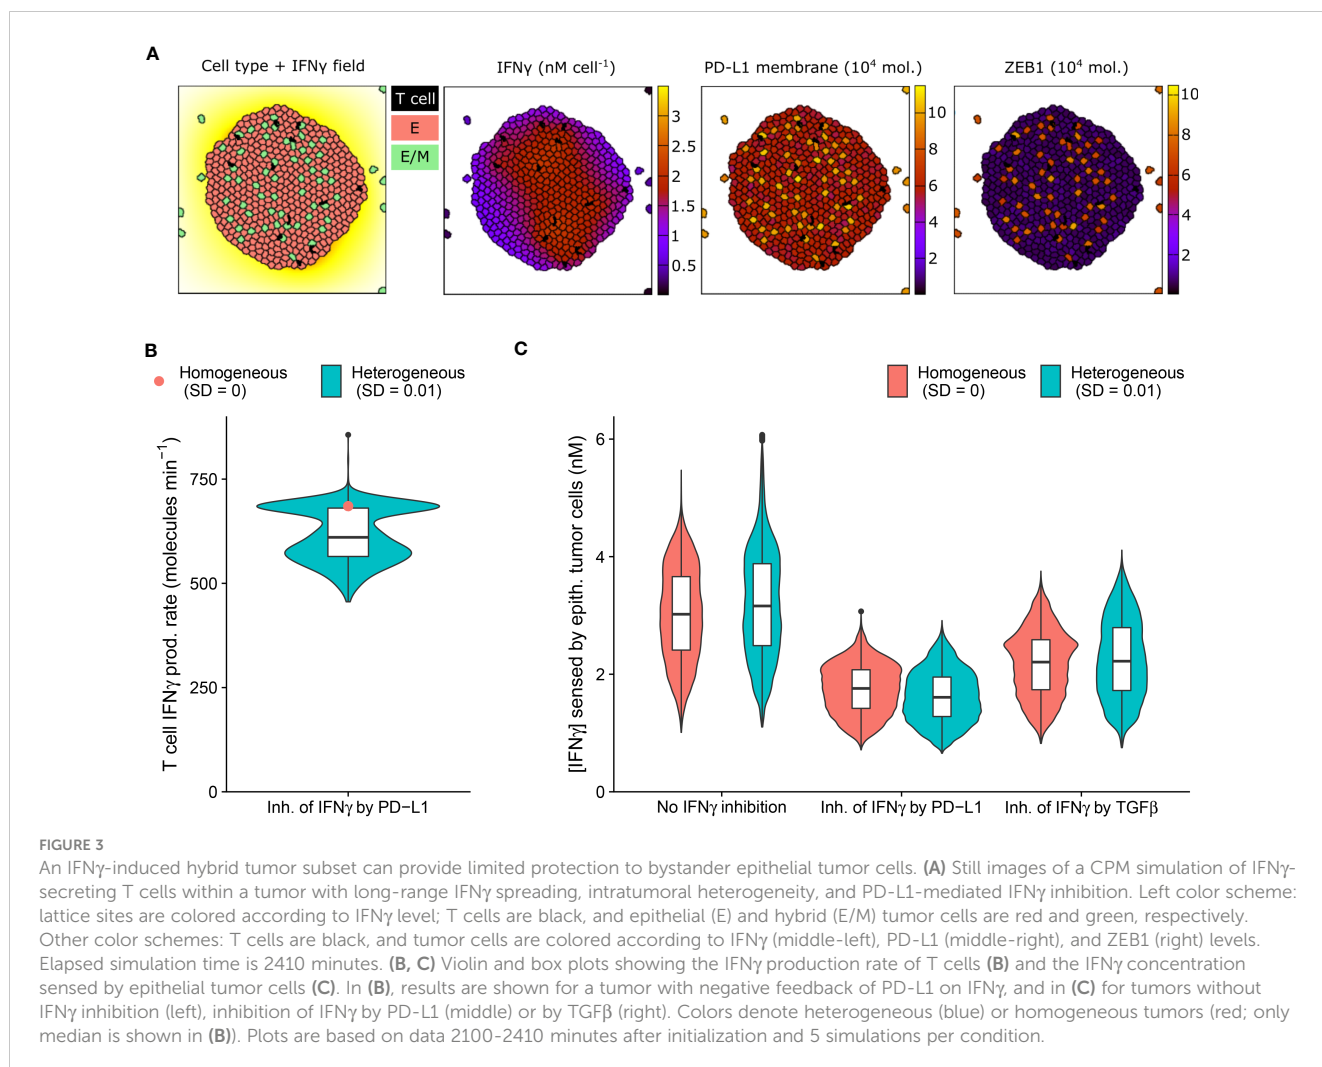 A
Cell type + IFNγ field
IFNγ (nM cell⁻¹)
PD-L1 membrane (10⁴ mol.)
ZEB1 (10⁴ mol.)
T cell
E
E/M
3
2.5
2
1.5
1
0.5
10
8
6
4
2
10
8
6
4
2
B
Homogeneous
(SD = 0)
Heterogeneous
(SD = 0.01)
T cell IFNγ prod. rate (molecules min⁻¹)
750
500
250
0
Inh. of IFNγ by PD−L1
C
Homogeneous
(SD = 0)
Heterogeneous
(SD = 0.01)
[IFNγ] sensed by epith. tumor cells (nM)
6
4
2
0
No IFNγ inhibition
Inh. of IFNγ by PD−L1
Inh. of IFNγ by TGFβ
FIGURE 3
An IFNγ-induced hybrid tumor subset can provide limited protection to bystander epithelial tumor cells. (A) Still images of a CPM simulation of IFNγ-
secreting T cells within a tumor with long-range IFNγ spreading, intratumoral heterogeneity, and PD-L1-mediated IFNγ inhibition. Left color scheme:
lattice sites are colored according to IFNγ level; T cells are black, and epithelial (E) and hybrid (E/M) tumor cells are red and green, respectively.
Other color schemes: T cells are black, and tumor cells are colored according to IFNγ (middle-left), PD-L1 (middle-right), and ZEB1 (right) levels.
Elapsed simulation time is 2410 minutes. (B, C) Violin and box plots showing the IFNγ production rate of T cells (B) and the IFNγ concentration
sensed by epithelial tumor cells (C). In (B), results are shown for a tumor with negative feedback of PD-L1 on IFNγ, and in (C) for tumors without
IFNγ inhibition (left), inhibition of IFNγ by PD-L1 (middle) or by TGFβ (right). Colors denote heterogeneous (blue) or homogeneous tumors (red; only
median is shown in (B)). Plots are based on data 2100-2410 minutes after initialization and 5 simulations per condition.